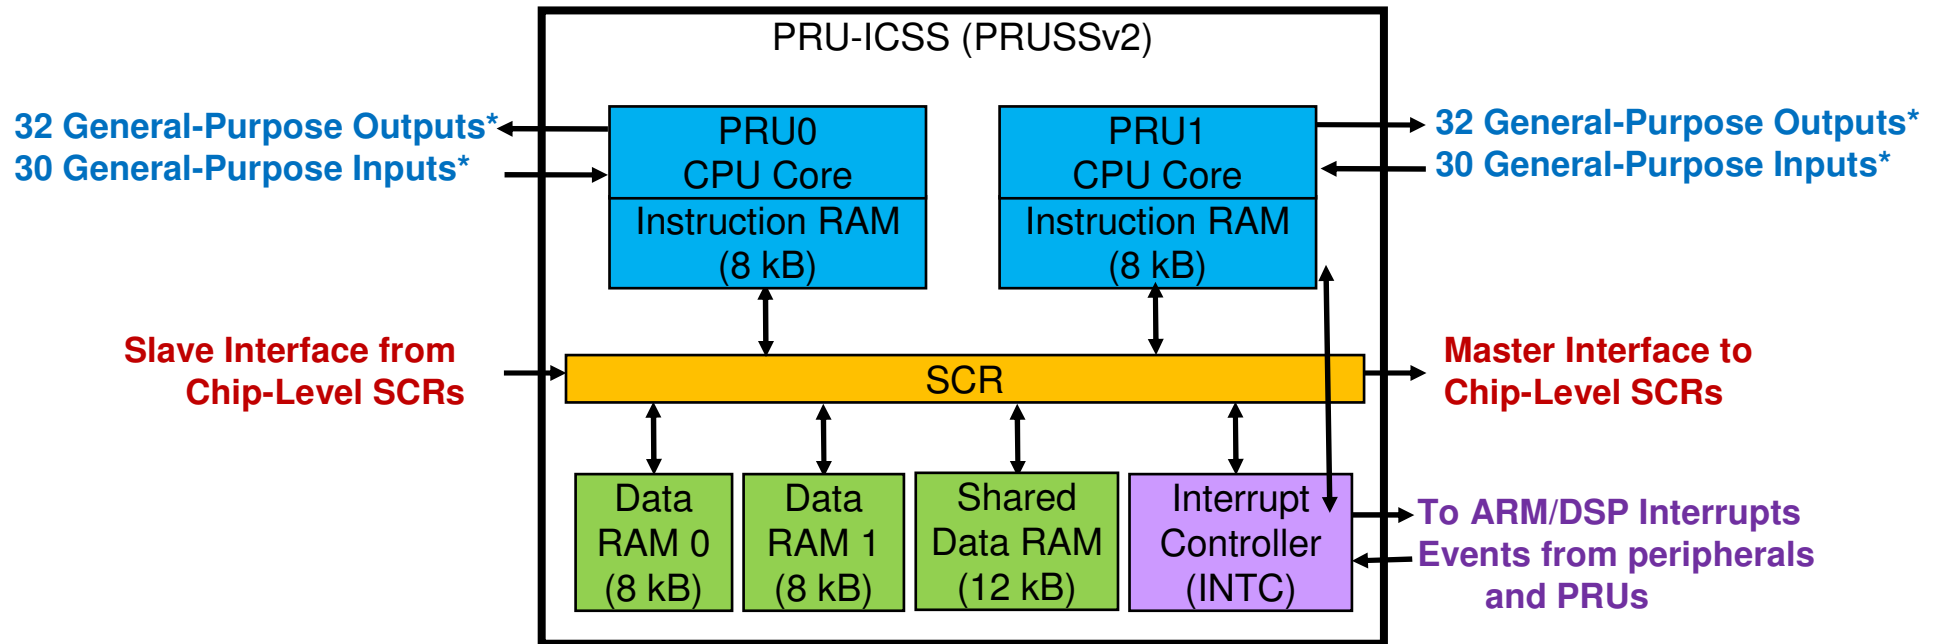 PRU-ICSS (PRUSSv2)
32 General-Purpose Outputs*
30 General-Purpose Inputs*
PRU0
CPU Core
Instruction RAM
(8 kB)
PRU1
CPU Core
Instruction RAM
(8 kB)
32 General-Purpose Outputs*
30 General-Purpose Inputs*
Slave Interface from
Chip-Level SCRs
SCR
Master Interface to
Chip-Level SCRs
Data
RAM 0
(8 kB)
Data
RAM 1
(8 kB)
Shared
Data RAM
(12 kB)
Interrupt
Controller
(INTC)
To ARM/DSP Interrupts
Events from peripherals
and PRUs